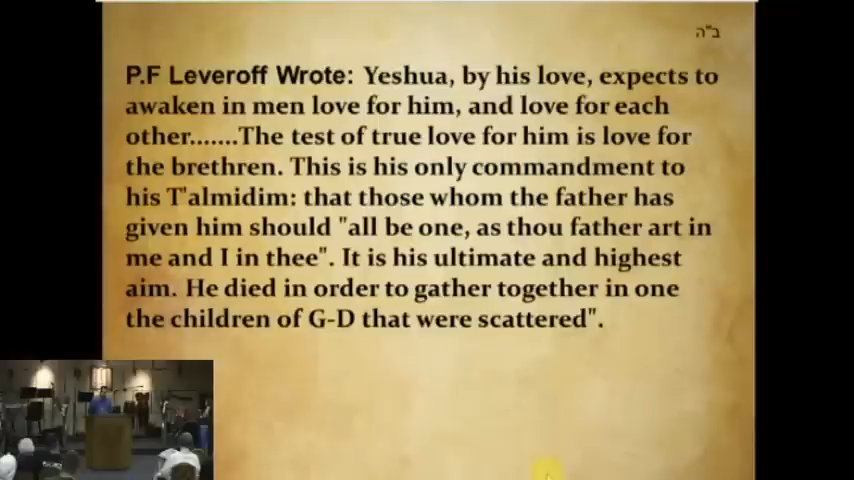 ב"ה
P.F Leveroff Wrote: Yeshua, by his love, expects to
awaken in men love for him, and love for each
other.......The test of true love for him is love for
the brethren. This is his only commandment to
his T'almidim: that those whom the father has
given him should "all be one, as thou father art in
me and I in thee". It is his ultimate and highest
aim. He died in order to gather together in one
the children of G-D that were scattered".